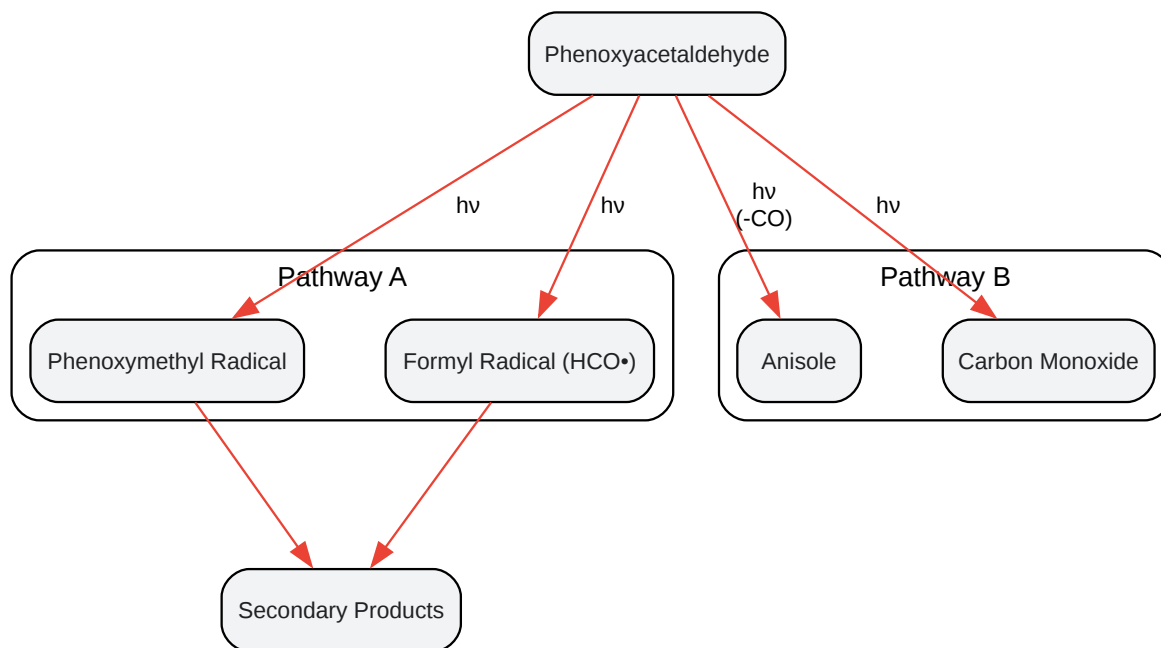 Phenoxyacetaldehyde
hν
hν
hν
(-CO)
hν
Pathway A
Pathway B
Phenoxymethyl Radical
Formyl Radical (HCO•)
Anisole
Carbon Monoxide
Secondary Products